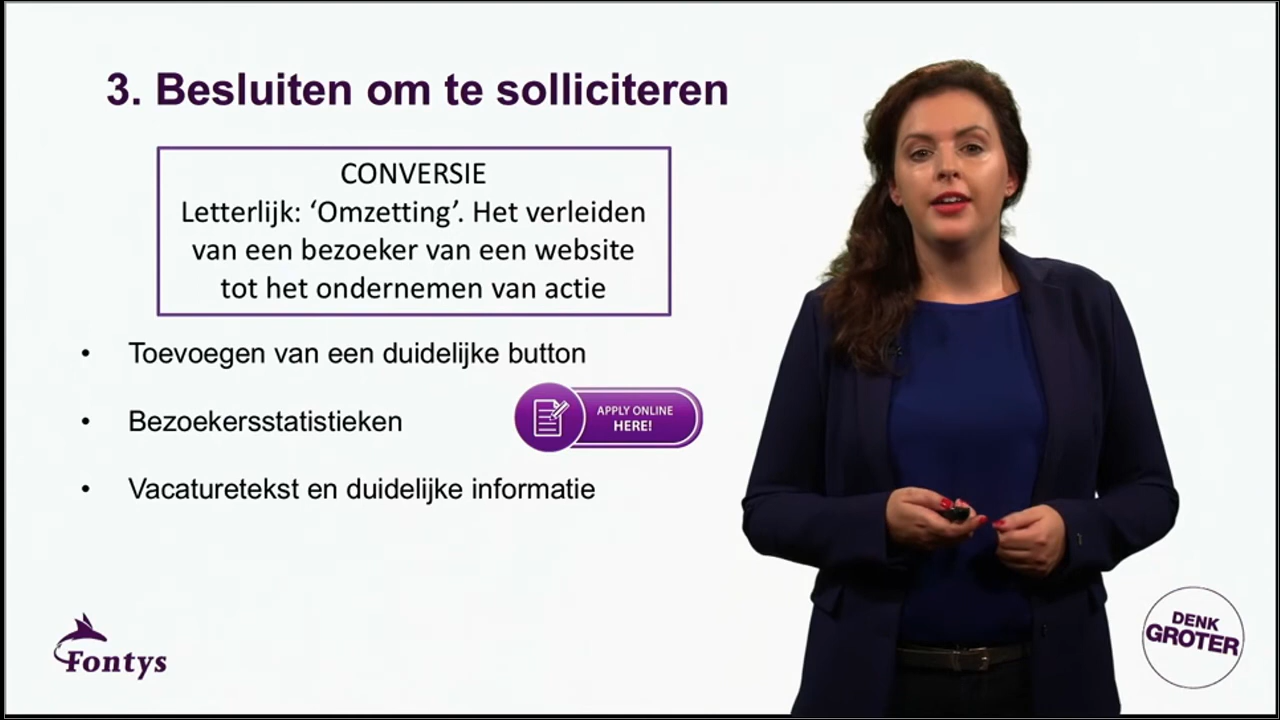 3. Besluiten om te solliciteren
CONVERSIE
Letterlijk: ‘Omzetting’. Het verleiden
van een bezoeker van een website
tot het ondernemen van actie
• Toevoegen van een duidelijke button
• Bezoekersstatistieken
APPLY ONLINE
HERE!
• Vacaturetekst en duidelijke informatie
Fontys
DENK
GROTER